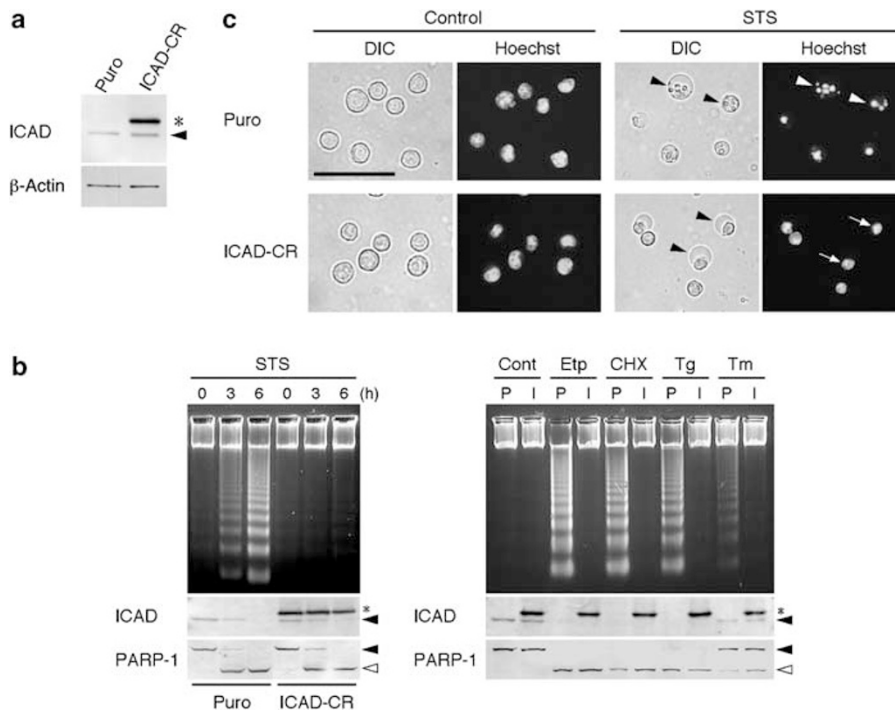 a
Puro
ICAD-CR
ICAD
*
β-Actin
c
Control
STS
DIC
Hoechst
DIC
Hoechst
Puro
ICAD-CR
b
STS
0 3 6 0 3 6 (h)
ICAD
*
PARP-1
Puro
ICAD-CR
Cont Etp CHX Tg Tm
P I P I P I P I P I
ICAD
*
PARP-1